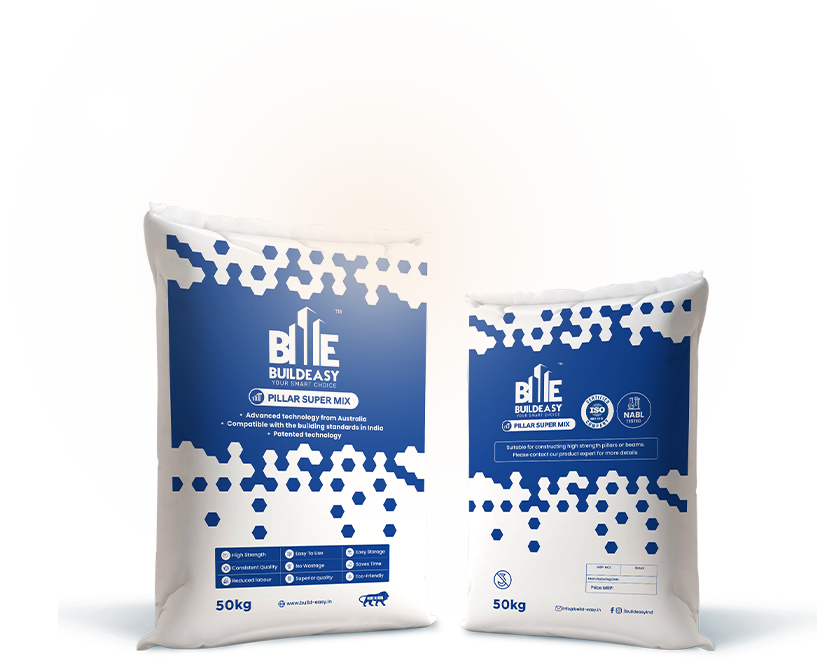 TM
BUILDEASY
YOUR SMART CHOICE
PILLAR SUPER MIX
• Advanced technology from Australia
• Compatible with the building standards in India
• Patented technology
High Strength
Easy To Use
Easy Storage
Consistent Quality
No Wastage
Saves Time
Reduced labour
Superior quality
Eco-Friendly
50kg
www.build-easy.in
BUILDEASY
YOUR SMART CHOICE
PILLAR SUPER MIX
CERTIFIED
ISO
COMPANY
NABL
TESTED
Suitable for constructing high strength pillars or beams.
Please contact our product expert for more details
Price MRP:
50kg
info@build-easy.in
/buildeasyind